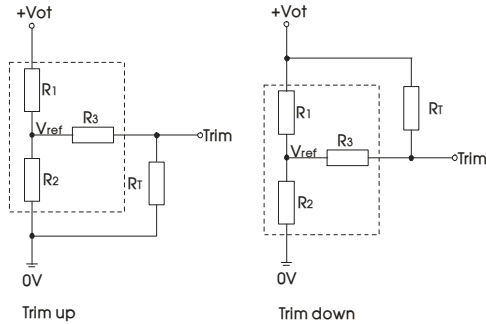 +Vot
R1
Vref
R3
Trim
R2
RT
0V
Trim up
+Vot
R1
RT
Vref
R3
Trim
R2
0V
Trim down